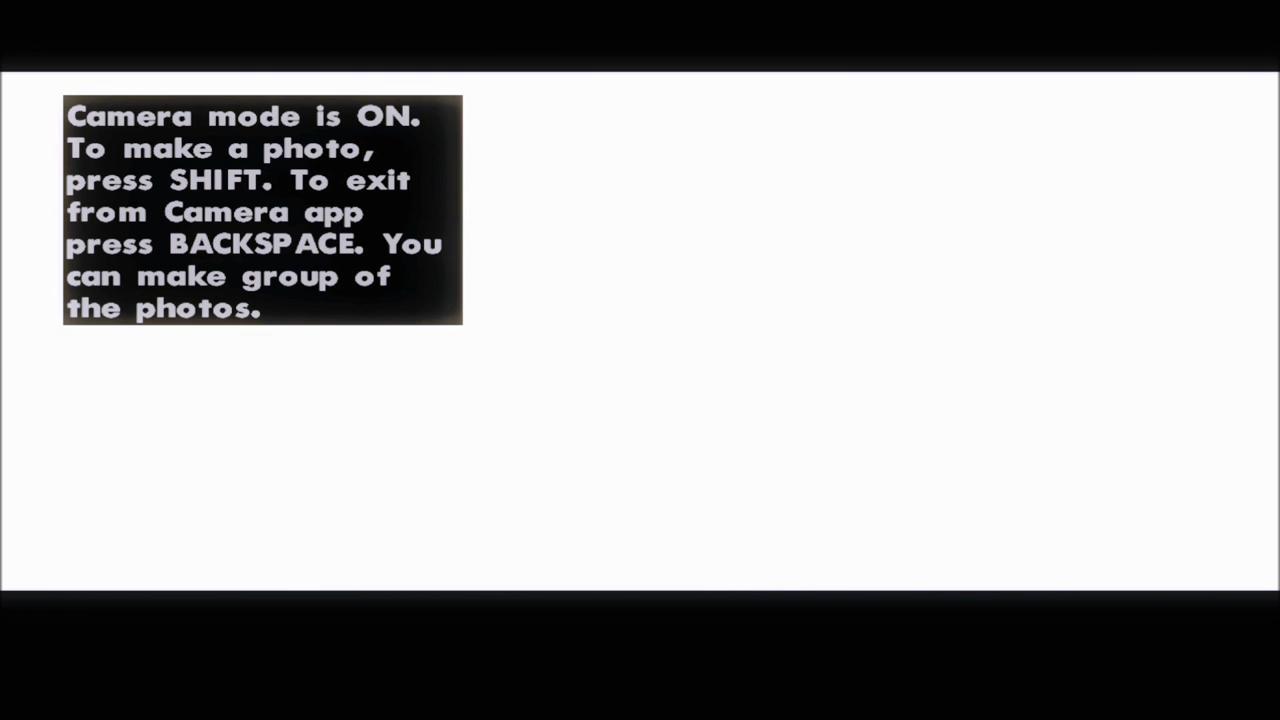 Camera mode is ON.
To make a photo,
press SHIFT. To exit
from Camera app
press BACKSPACE. You
can make group of
the photos.